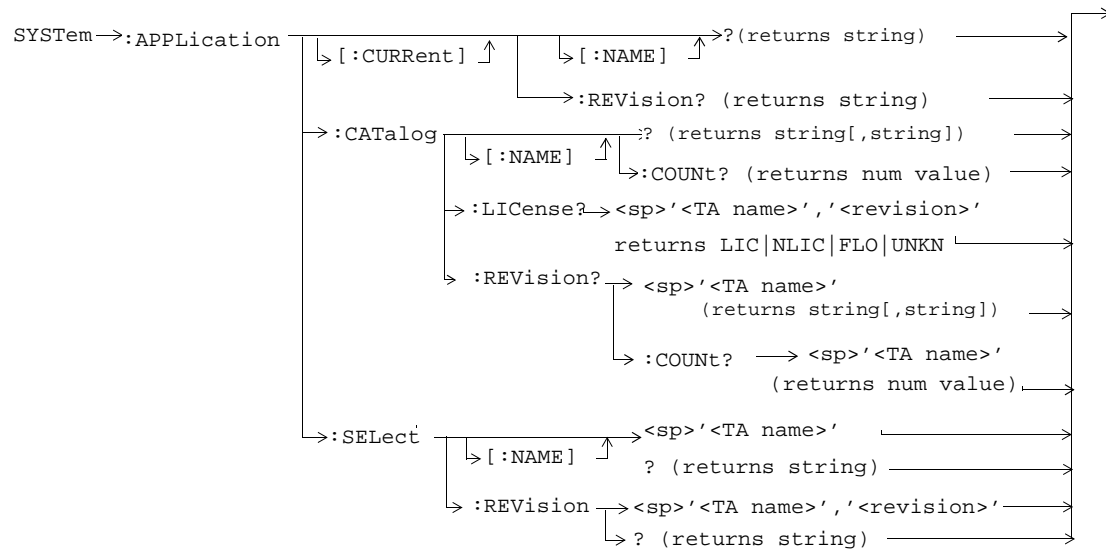 SYSTem :APPLication [:CURRent] [:NAME] ?(returns string)
:REVision? (returns string)
:CATalog [:NAME] ? (returns string[,string])
:COUNt? (returns num value)
:LICense? <sp>'<TA name>','<revision>'
returns LIC|NLIC|FLO|UNKN
:REVision? <sp>'<TA name>'
(returns string[,string])
:COUNt? <sp>'<TA name>'
(returns num value)
:SELect [:NAME] <sp>'<TA name>'
? (returns string)
:REVision <sp>'<TA name>','<revision>'
? (returns string)